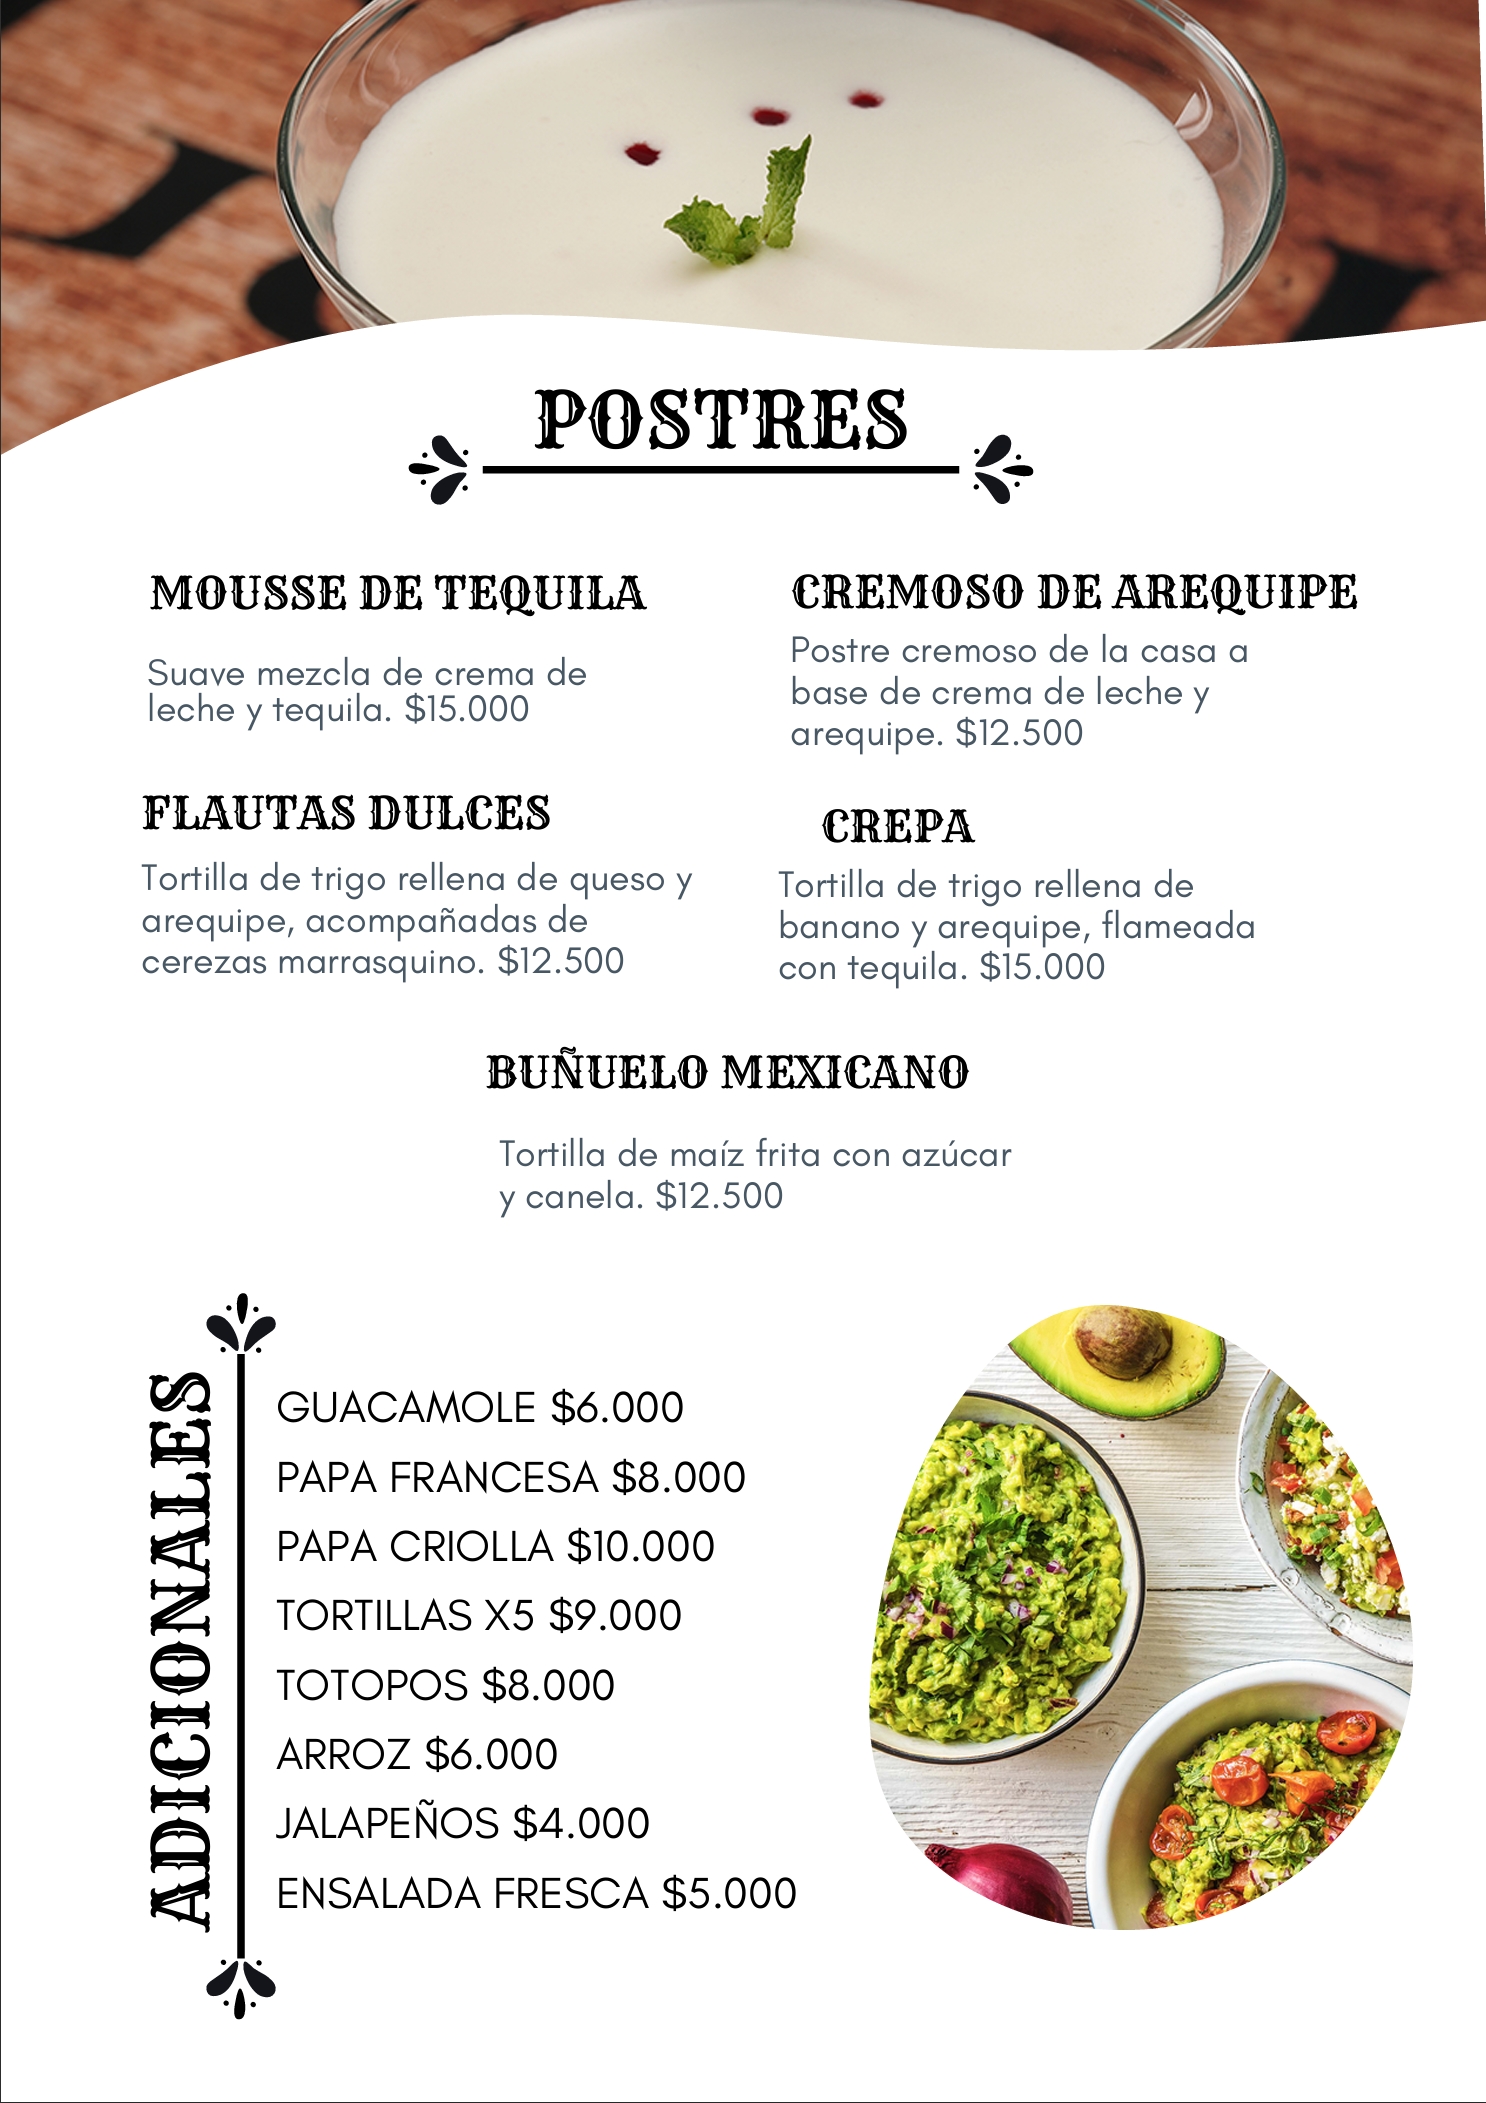 POSTRES
MOUSSE DE TEQUILA
Suave mezcla de crema de
leche y tequila. $15.000
CREMOSO DE AREQUIPE
Postre cremoso de la casa a
base de crema de leche y
arequipe. $12.500
FLAUTAS DULCES
Tortilla de trigo rellena de queso y
arequipe, acompañadas de
cerezas marrasquino. $12.500
CREPA
Tortilla de trigo rellena de
banano y arequipe, flameada
con tequila. $15.000
BUÑUELO MEXICANO
Tortilla de maíz frita con azúcar
y canela. $12.500
ADICIONALES
GUACAMOLE $6.000
PAPA FRANCESA $8.000
PAPA CRIOLLA $10.000
TORTILLAS X5 $9.000
TOTOPOS $8.000
ARROZ $6.000
JALAPEÑOS $4.000
ENSALADA FRESCA $5.000